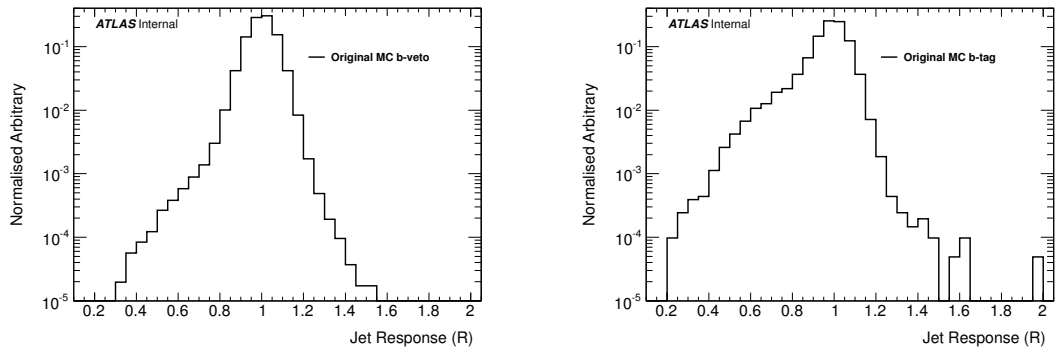 ATLAS Internal
Original MC b-veto
Normalised Arbitrary
10⁻¹
10⁻²
10⁻³
10⁻⁴
10⁻⁵
0.2 0.4 0.6 0.8 1 1.2 1.4 1.6 1.8 2
Jet Response (R)
ATLAS Internal
Original MC b-tag
Normalised Arbitrary
10⁻¹
10⁻²
10⁻³
10⁻⁴
10⁻⁵
0.2 0.4 0.6 0.8 1 1.2 1.4 1.6 1.8 2
Jet Response (R)